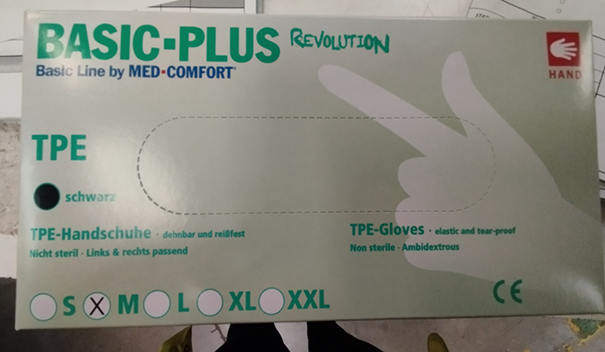 BASIC-PLUS REVOLUTION
Basic Line by MED·COMFORT
HAND
TPE
schwarz
TPE-Handschuhe · dehnbar und reißfest
Nicht steril · Links & rechts passend
TPE-Gloves · elastic and tear-proof
Non sterile · Ambidextrous
S X M L XL XXL
CE